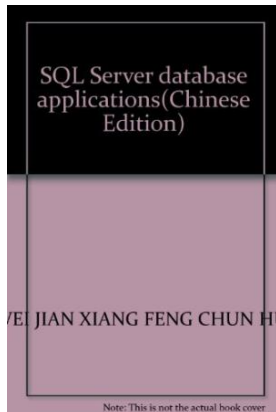 SQL Server database
applications(Chinese
Edition)
JIAN XIANG FENG CHUN
Note: This is not the actual book cover